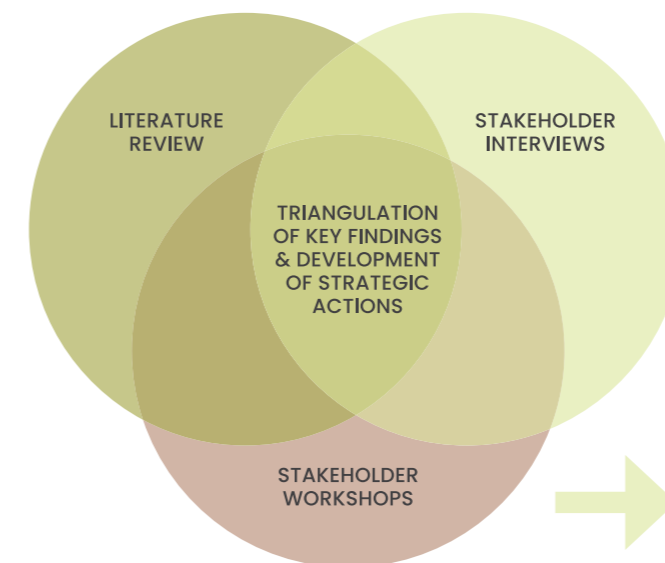 LITERATURE
REVIEW
STAKEHOLDER
INTERVIEWS
TRIANGULATION
OF KEY FINDINGS
& DEVELOPMENT
OF STRATEGIC
ACTIONS
STAKEHOLDER
WORKSHOPS